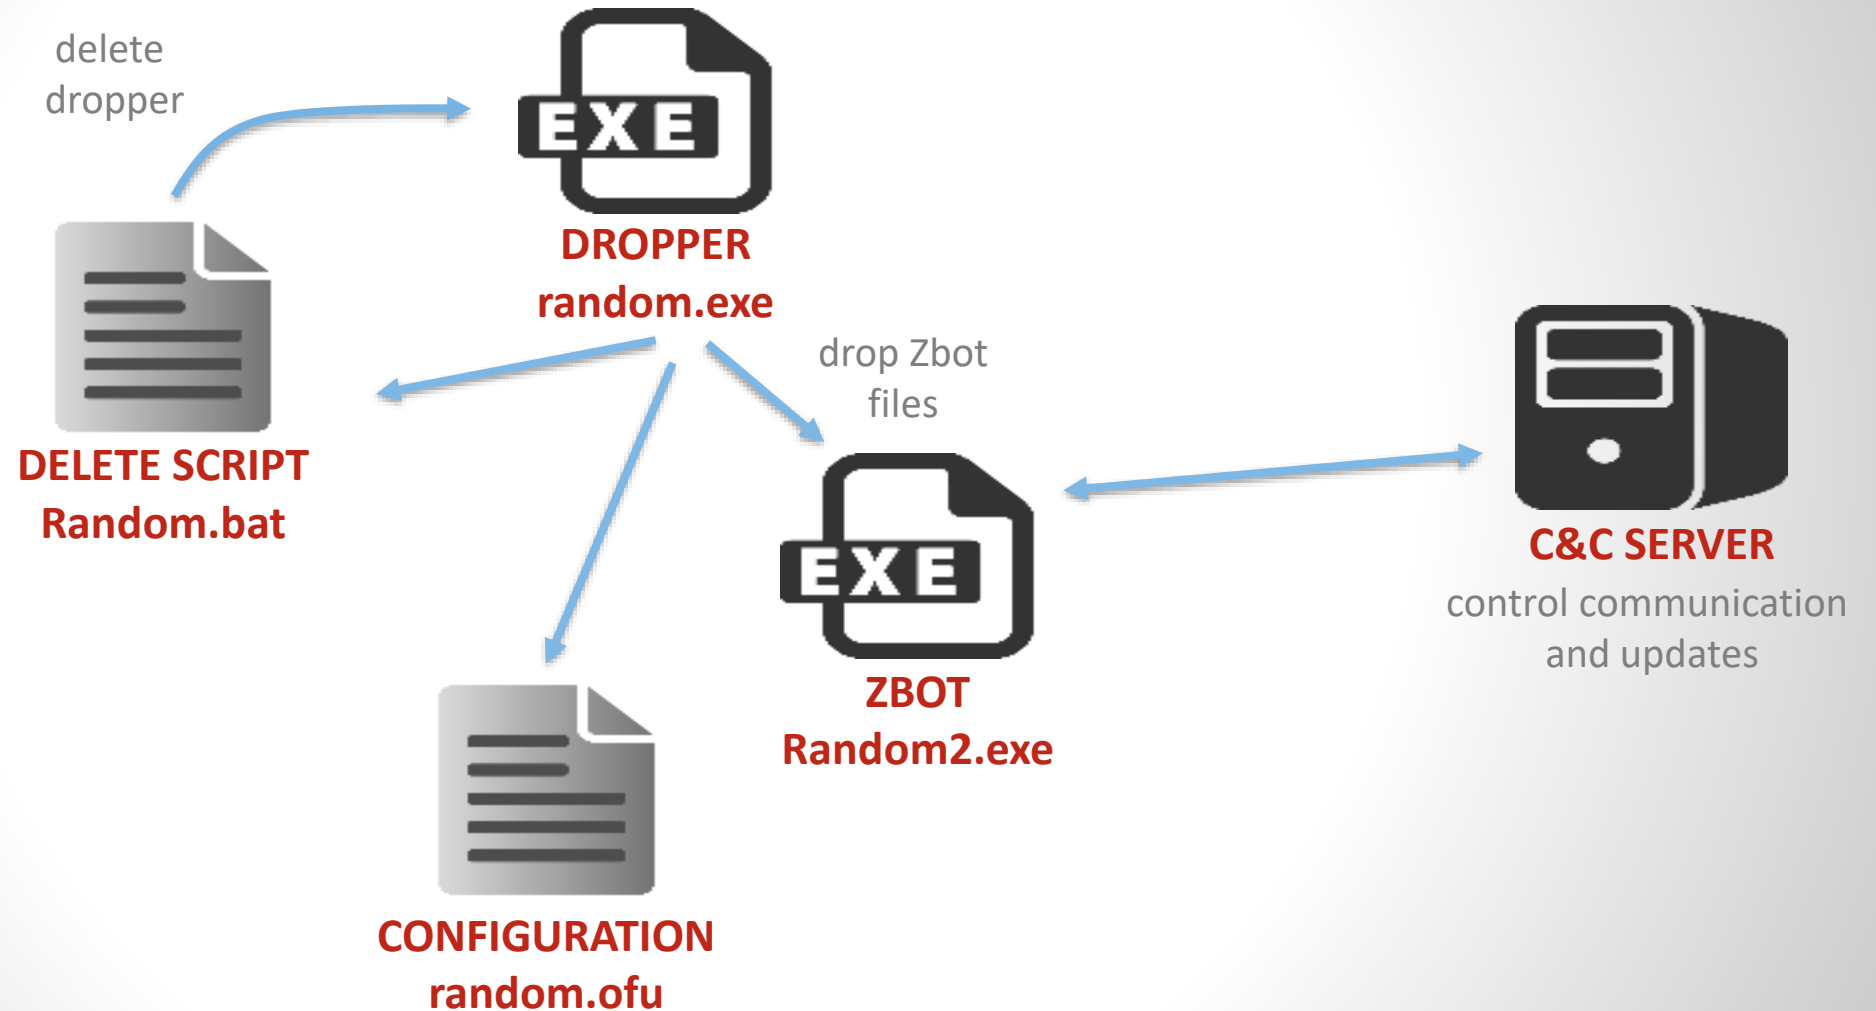 delete
dropper
EXE
DROPPER
random.exe
drop Zbot
files
DELETE SCRIPT
Random.bat
EXE
ZBOT
Random2.exe
C&C SERVER
control communication
and updates
CONFIGURATION
random.ofu